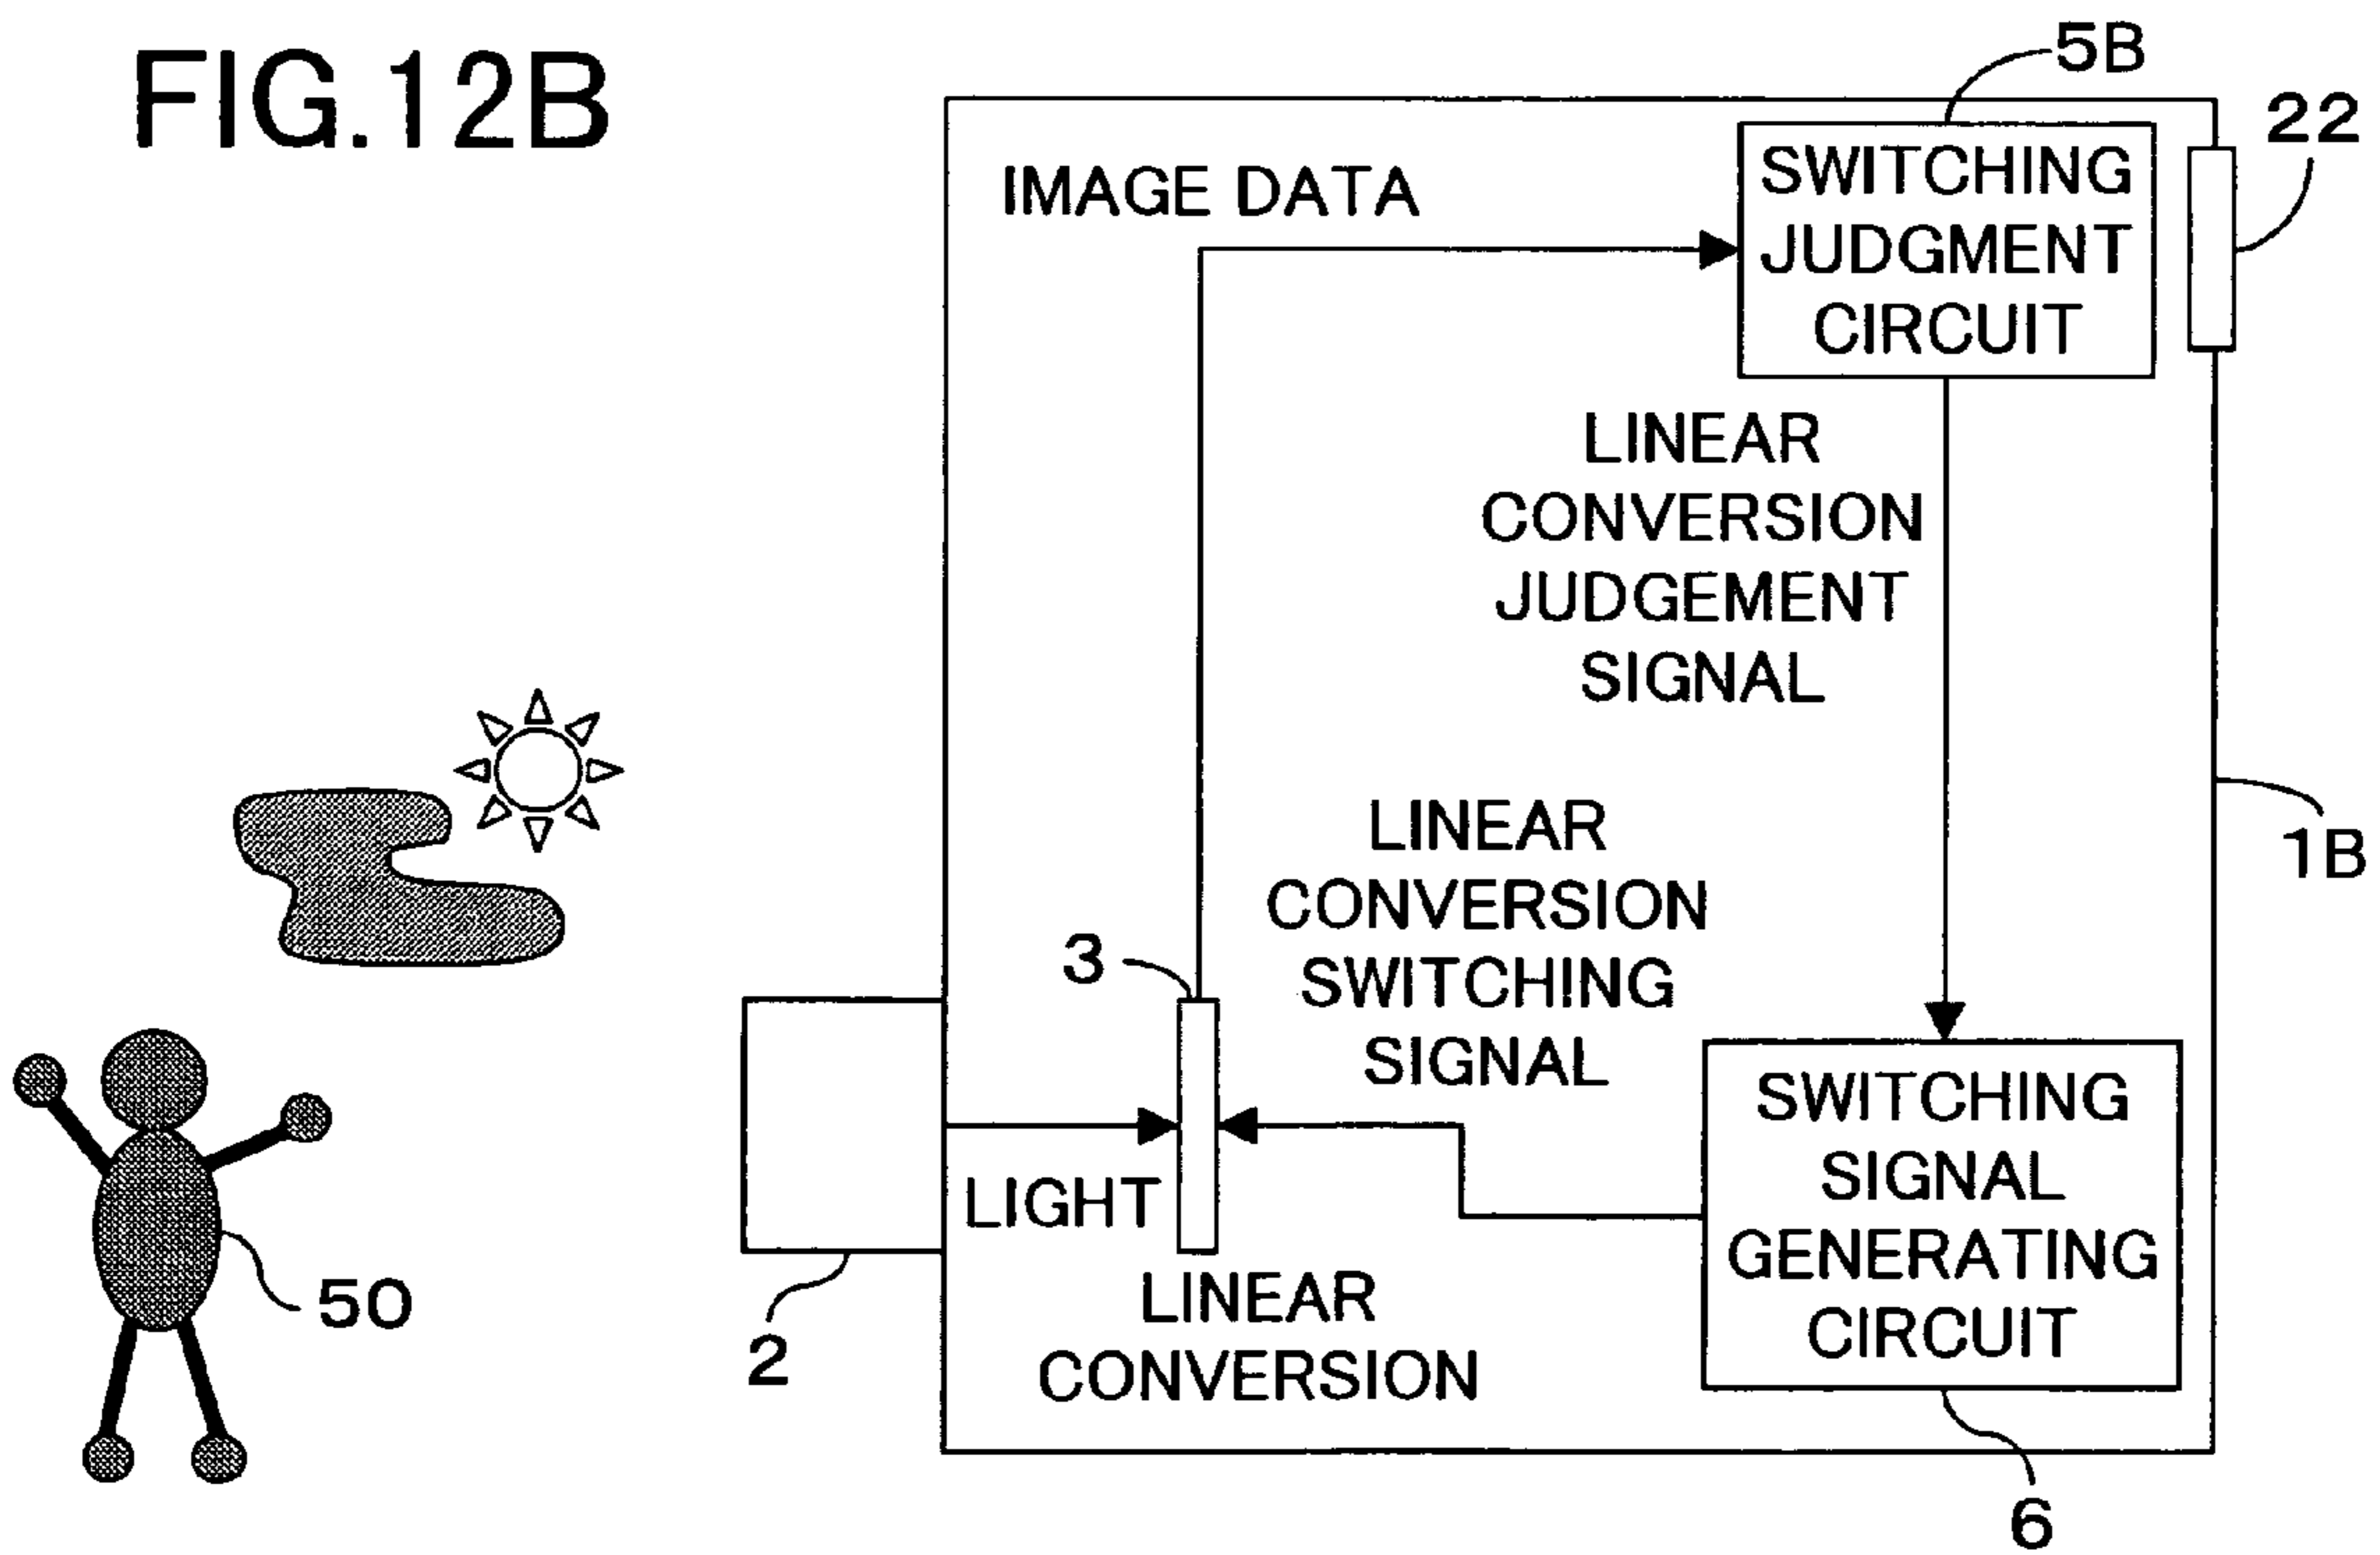 FIG.12B
5B
22
IMAGE DATA
SWITCHING
JUDGMENT
CIRCUIT
LINEAR
CONVERSION
JUDGEMENT
SIGNAL
1B
LINEAR
CONVERSION
SWITCHING
SIGNAL
3
SWITCHING
SIGNAL
GENERATING
CIRCUIT
LIGHT
LINEAR
CONVERSION
50
2
6